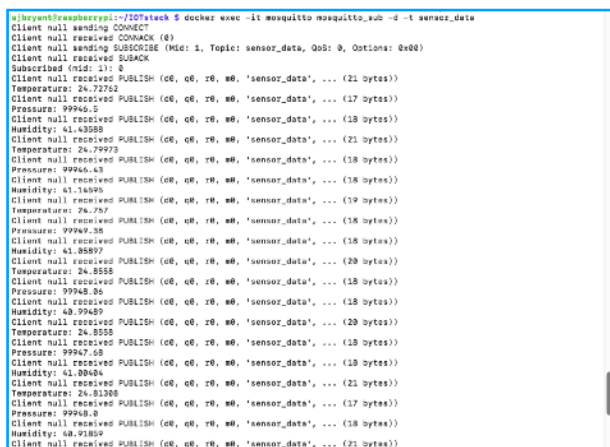 ajbryant@raspberrypi:~/IOTstack $ docker exec -it mosquitto mosquitto_sub -d -t sensor_data
Client null sending CONNECT
Client null received CONNACK (0)
Client null sending SUBSCRIBE (Mid: 1, Topic: sensor_data, QoS: 0, Options: 0x00)
Client null received SUBACK
Subscribed (mid: 1): 0
Client null received PUBLISH (d0, q0, r0, m0, 'sensor_data', ... (21 bytes))
Temperature: 24.72762
Client null received PUBLISH (d0, q0, r0, m0, 'sensor_data', ... (17 bytes))
Pressure: 99946.5
Client null received PUBLISH (d0, q0, r0, m0, 'sensor_data', ... (18 bytes))
Humidity: 41.43588
Client null received PUBLISH (d0, q0, r0, m0, 'sensor_data', ... (21 bytes))
Temperature: 24.79973
Client null received PUBLISH (d0, q0, r0, m0, 'sensor_data', ... (18 bytes))
Pressure: 99946.43
Client null received PUBLISH (d0, q0, r0, m0, 'sensor_data', ... (18 bytes))
Humidity: 41.14595
Client null received PUBLISH (d0, q0, r0, m0, 'sensor_data', ... (19 bytes))
Temperature: 24.757
Client null received PUBLISH (d0, q0, r0, m0, 'sensor_data', ... (18 bytes))
Pressure: 99949.38
Client null received PUBLISH (d0, q0, r0, m0, 'sensor_data', ... (18 bytes))
Humidity: 41.05897
Client null received PUBLISH (d0, q0, r0, m0, 'sensor_data', ... (20 bytes))
Temperature: 24.8558
Client null received PUBLISH (d0, q0, r0, m0, 'sensor_data', ... (18 bytes))
Pressure: 99948.06
Client null received PUBLISH (d0, q0, r0, m0, 'sensor_data', ... (18 bytes))
Humidity: 40.99489
Client null received PUBLISH (d0, q0, r0, m0, 'sensor_data', ... (20 bytes))
Temperature: 24.8558
Client null received PUBLISH (d0, q0, r0, m0, 'sensor_data', ... (18 bytes))
Pressure: 99947.68
Client null received PUBLISH (d0, q0, r0, m0, 'sensor_data', ... (18 bytes))
Humidity: 41.00404
Client null received PUBLISH (d0, q0, r0, m0, 'sensor_data', ... (21 bytes))
Temperature: 24.81308
Client null received PUBLISH (d0, q0, r0, m0, 'sensor_data', ... (17 bytes))
Pressure: 99948.0
Client null received PUBLISH (d0, q0, r0, m0, 'sensor_data', ... (18 bytes))
Humidity: 40.91859
Client null received PUBLISH (d0, q0, r0, m0, 'sensor_data', ... (21 bytes))